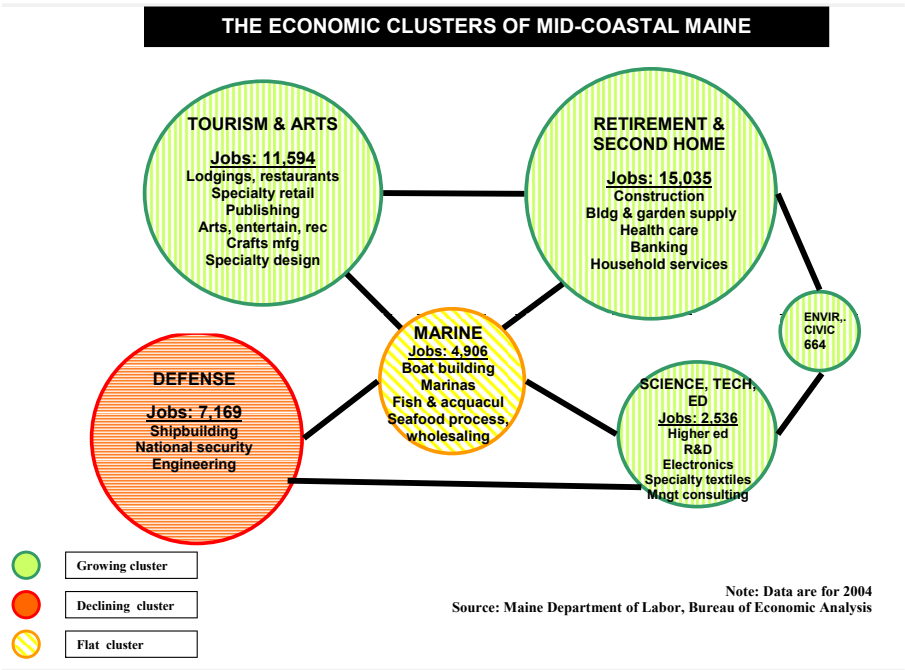 THE ECONOMIC CLUSTERS OF MID-COASTAL MAINE
TOURISM & ARTS
Jobs: 11,594
Lodgings, restaurants
Specialty retail
Publishing
Arts, entertain, rec
Crafts mfg
Specialty design
RETIREMENT &
SECOND HOME
Jobs: 15,035
Construction
Bldg & garden supply
Health care
Banking
Household services
ENVIR,.
CIVIC
664
MARINE
Jobs: 4,906
Boat building
Marinas
Fish & acquacul
Seafood process,
wholesaling
DEFENSE
Jobs: 7,169
Shipbuilding
National security
Engineering
SCIENCE, TECH,
ED
Jobs: 2,536
Higher ed
R&D
Electronics
Specialty textiles
Mngt consulting
Growing cluster
Declining cluster
Flat cluster
Note: Data are for 2004
Source: Maine Department of Labor, Bureau of Economic Analysis